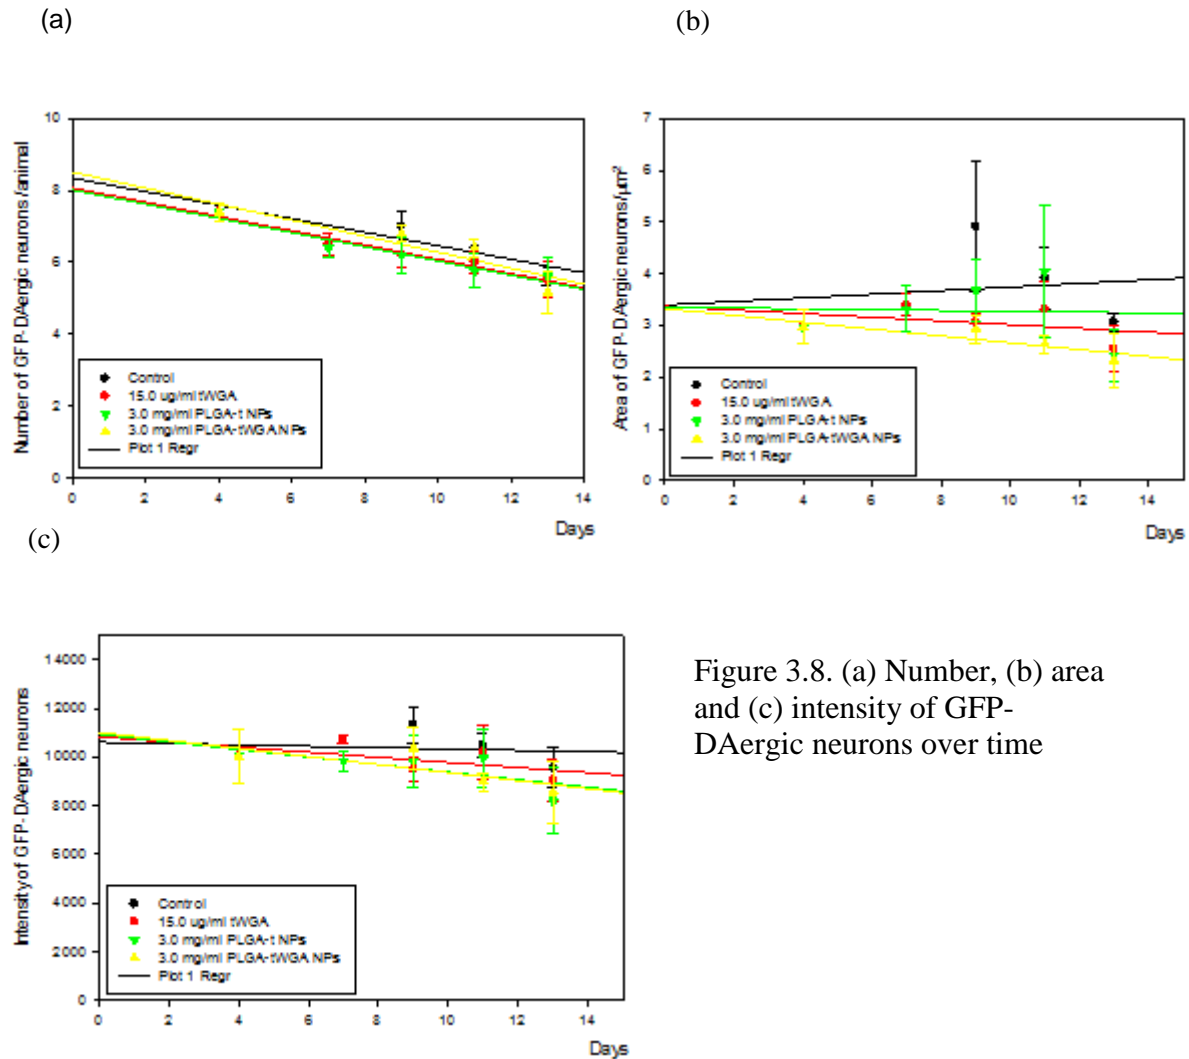 (a)
Number of GFP-DAergic neurons/animal
10
8
6
4
2
0
Control
15.0 ug/ml tWGA
3.0 mg/ml PLGA-t NPs
3.0 mg/ml PLGA-tWGA NPs
Plot 1 Regr
0 2 4 6 8 10 12 14
Days
(b)
Area of GFP-DAergic neurons/µm²
7
6
5
4
3
2
1
0
Control
15.0 ug/ml tWGA
3.0 mg/ml PLGA-t NPs
3.0 mg/ml PLGA-tWGA NPs
Plot 1 Regr
0 2 4 6 8 10 12 14
Days
(c)
Intensity of GFP-DAergic neurons
14000
12000
10000
8000
6000
4000
2000
0
Control
15.0 ug/ml tWGA
3.0 mg/ml PLGA-t NPs
3.0 mg/ml PLGA-tWGA NPs
Plot 1 Regr
0 2 4 6 8 10 12 14
Days
Figure 3.8. (a) Number, (b) area
and (c) intensity of GFP-
DAergic neurons over time